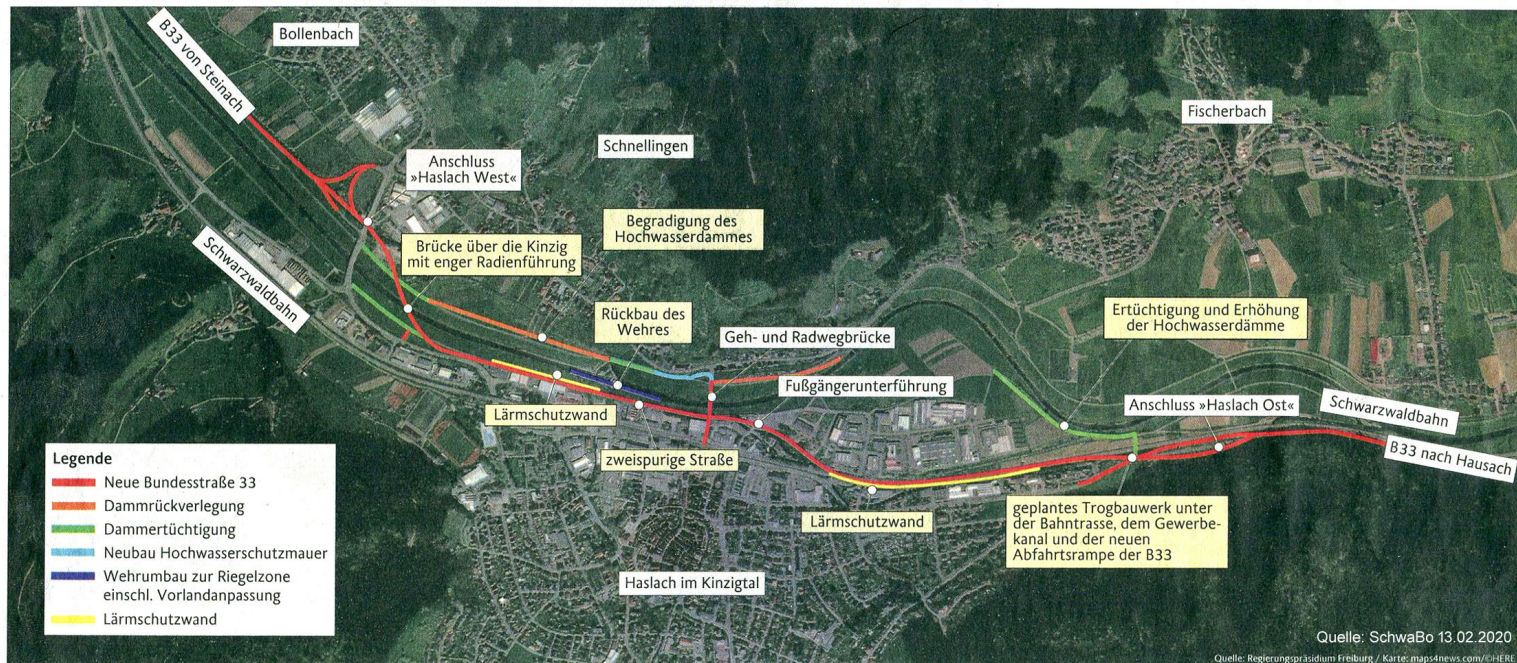 B33 von Steinach
Bollenbach
Fischerbach
Anschluss
»Haslach West«
Schnellingen
Begradigung des
Hochwasserdammes
Brücke über die Kinzig
mit enger Radienführung
Schwarzwaldbahn
Rückbau des
Wehres
Geh- und Radwegbrücke
Ertüchtigung und Erhöhung
der Hochwasserdämme
Fußgängerunterführung
Lärmschutzwand
Anschluss »Haslach Ost«
Schwarzwaldbahn
B33 nach Hausach
zweispurige Straße
Lärmschutzwand
geplantes Trogbauwerk unter
der Bahntrasse, dem Gewerbe-
kanal und der neuen
Abfahrtsrampe der B33
Haslach im Kinzigtal
Legende
Neue Bundesstraße 33
Dammrückverlegung
Dammertüchtigung
Neubau Hochwasserschutzmauer
Wehrumbau zur Riegelzone
einschl. Vorlandanpassung
Lärmschutzwand
Quelle: SchwaBo 13.02.2020
Quelle: Regierungspräsidium Freiburg / Karte: maps4news.com/©HERE